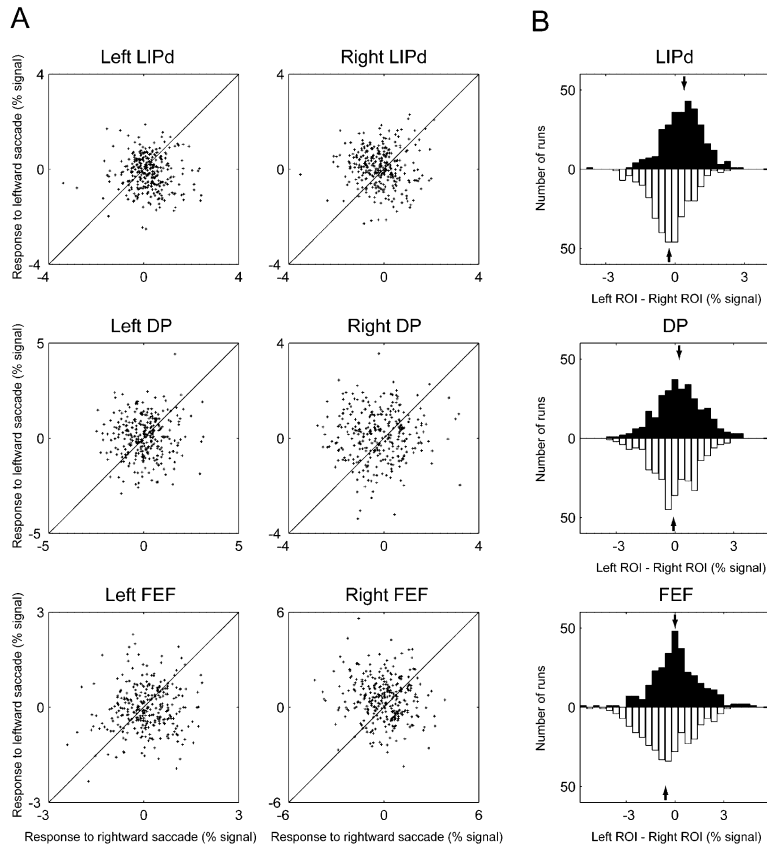 A
B
Left LIPd
Right LIPd
LIPd
Response to leftward saccade (% signal)
4
0
-4
-4
0
4
4
0
-4
-4
0
4
Number of runs
50
0
50
-3
0
3
Left ROI - Right ROI (% signal)
Left DP
Right DP
DP
Response to leftward saccade (% signal)
5
0
-5
-5
0
5
4
0
-4
-4
0
4
Number of runs
50
0
50
-3
0
3
Left ROI - Right ROI (% signal)
Left FEF
Right FEF
FEF
Response to leftward saccade (% signal)
3
0
-3
-3
0
3
Response to rightward saccade (% signal)
6
0
-6
-6
0
6
Response to rightward saccade (% signal)
Number of runs
50
0
50
-3
0
3
Left ROI - Right ROI (% signal)